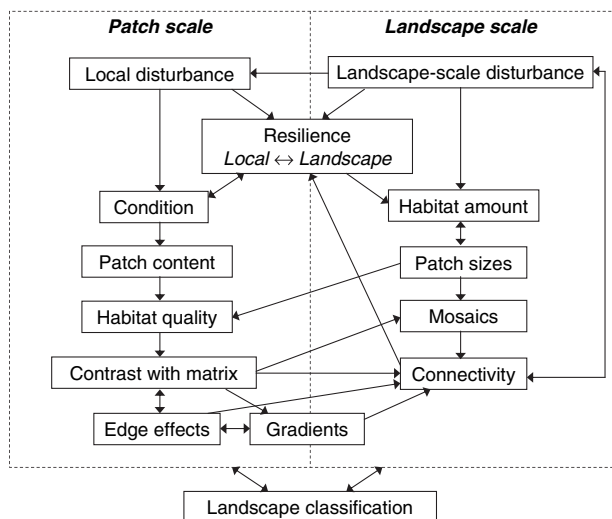 Patch scale
Landscape scale
Local disturbance
Landscape-scale disturbance
Resilience
Local ↔ Landscape
Condition
Habitat amount
Patch content
Patch sizes
Habitat quality
Mosaics
Contrast with matrix
Connectivity
Edge effects
Gradients
Landscape classification